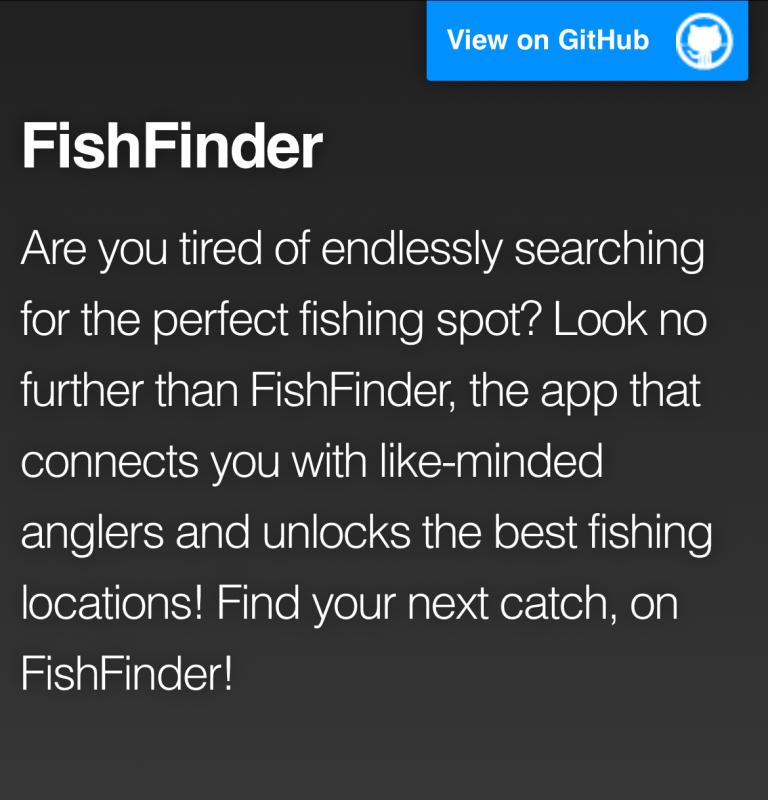 View on GitHub
FishFinder
Are you tired of endlessly searching
for the perfect fishing spot? Look no
further than FishFinder, the app that
connects you with like-minded
anglers and unlocks the best fishing
locations! Find your next catch, on
FishFinder!